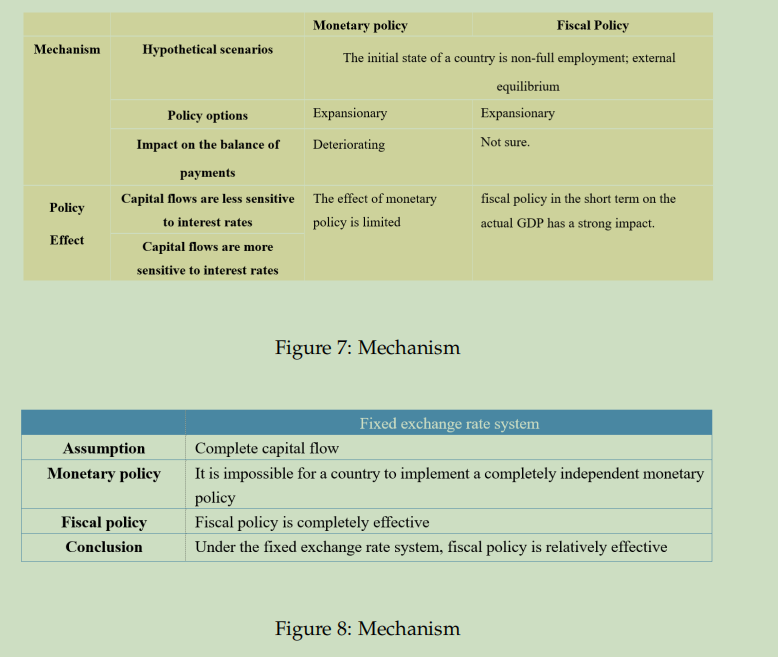 Monetary policy Fiscal Policy
Mechanism Hypothetical scenarios The initial state of a country is non-full employment; external
equilibrium
Policy options Expansionary Expansionary
Impact on the balance of
payments
Deteriorating Not sure.
Policy
Effect
Capital flows are less sensitive
to interest rates
The effect of monetary
policy is limited
fiscal policy in the short term on the
actual GDP has a strong impact.
Capital flows are more
sensitive to interest rates
Figure 7: Mechanism
Fixed exchange rate system
Assumption Complete capital flow
Monetary policy It is impossible for a country to implement a completely independent monetary
policy
Fiscal policy Fiscal policy is completely effective
Conclusion Under the fixed exchange rate system, fiscal policy is relatively effective
Figure 8: Mechanism